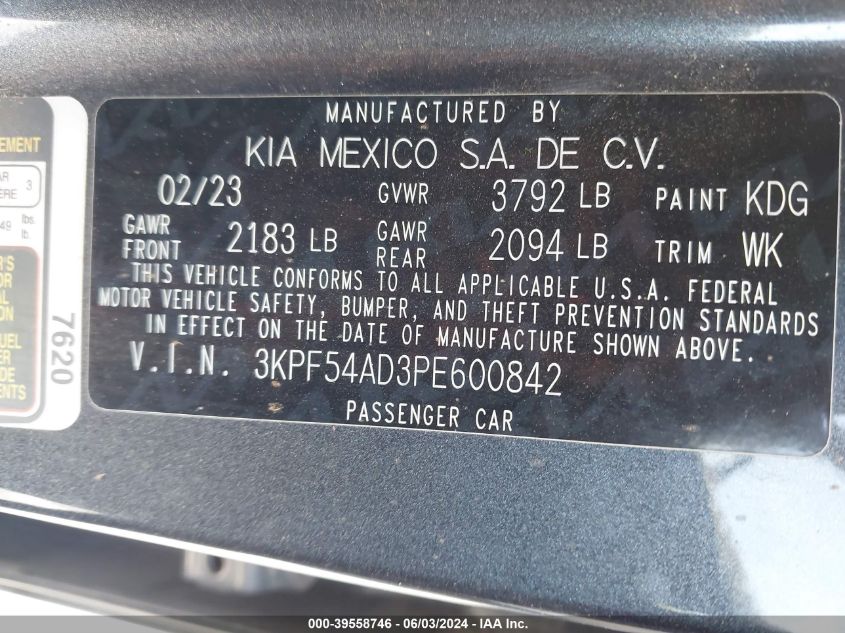 MANUFACTURED BY
KIA MEXICO S.A. DE C.V.
02/23 GVWR 3792 LB PAINT KDG
GAWR FRONT 2183 LB GAWR REAR 2094 LB TRIM WK
THIS VEHICLE CONFORMS TO ALL APPLICABLE U.S.A. FEDERAL
MOTOR VEHICLE SAFETY, BUMPER, AND THEFT PREVENTION STANDARDS
IN EFFECT ON THE DATE OF MANUFACTURE SHOWN ABOVE.
V.I.N. 3KPF54AD3PE600842
PASSENGER CAR
3
lbs.
7620
000-39558746 - 06/03/2024 - IAA Inc.